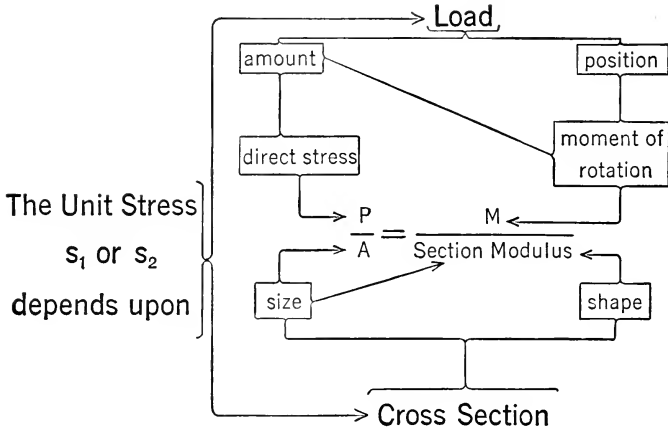 Load
amount
position
direct stress
moment of
rotation
The Unit Stress
s₁ or s₂
depends upon
P
A
=
M
Section Modulus
size
shape
Cross Section